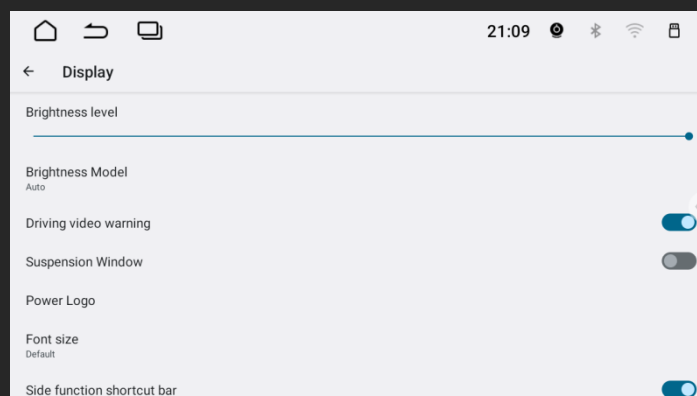 21:09
Display
Brightness level
Brightness Model
Auto
Driving video warning
Suspension Window
Power Logo
Font size
Default
Side function shortcut bar